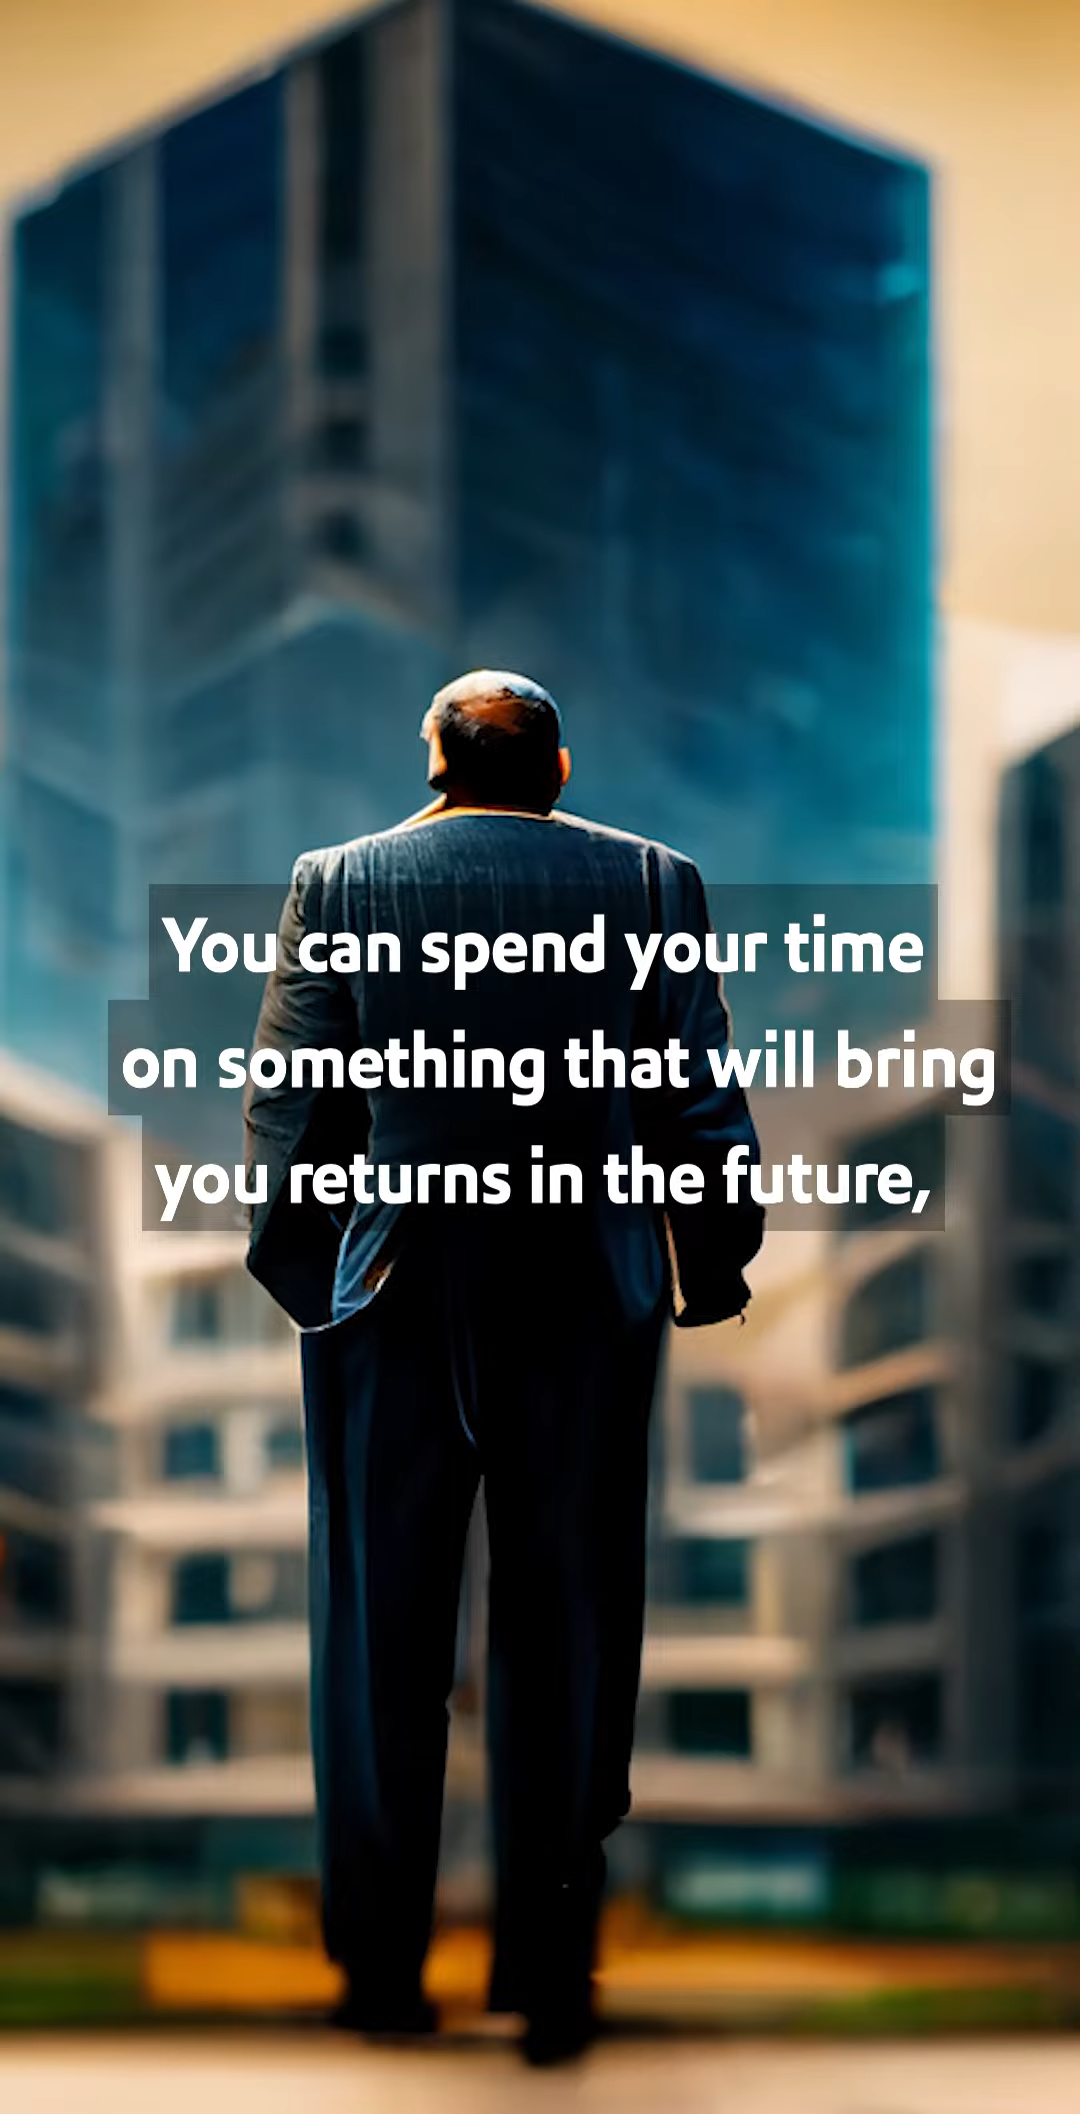 You can spend your time
on something that will bring
you returns in the future,